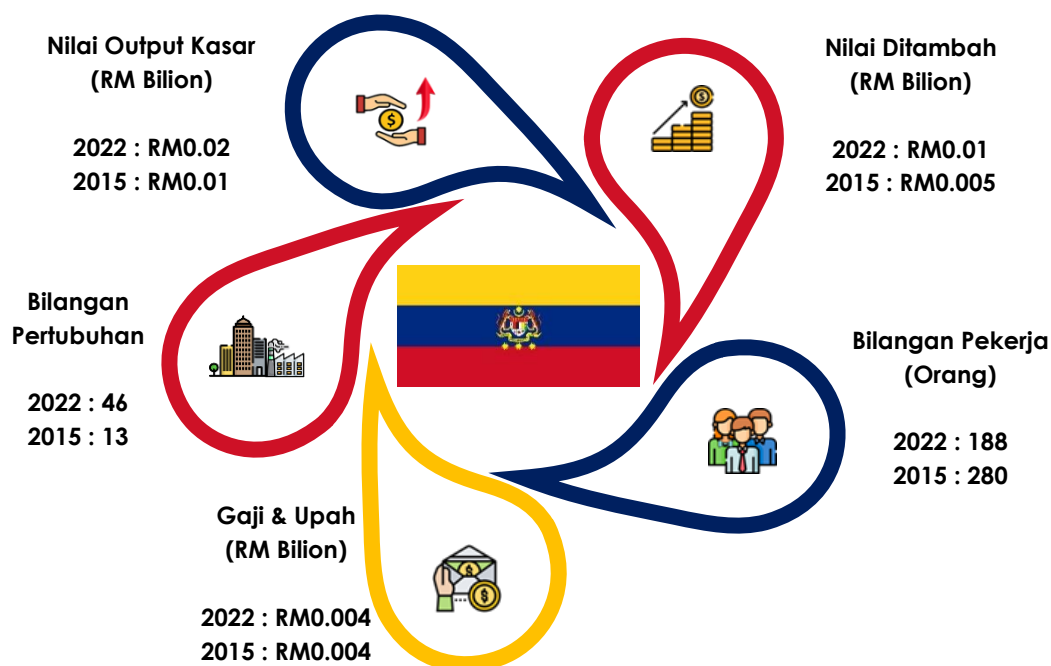 Nilai Output Kasar
(RM Bilion)
2022 : RM0.02
2015 : RM0.01
Nilai Ditambah
(RM Bilion)
2022 : RM0.01
2015 : RM0.005
Bilangan
Pertubuhan
2022 : 46
2015 : 13
Bilangan Pekerja
(Orang)
2022 : 188
2015 : 280
Gaji & Upah
(RM Bilion)
2022 : RM0.004
2015 : RM0.004